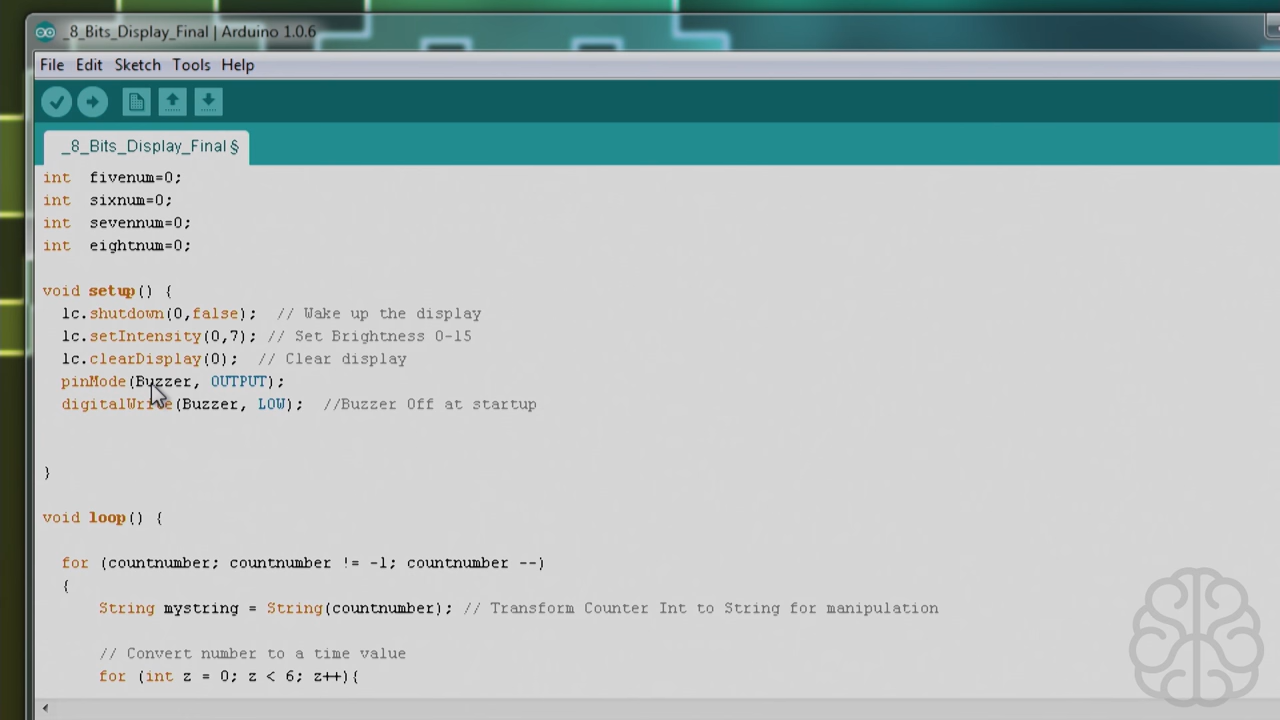 _8_Bits_Display_Final | Arduino 1.0.6
File Edit Sketch Tools Help
_8_Bits_Display_Final §
int  fivenum=0;
int  sixnum=0;
int  sevennum=0;
int  eightnum=0;
void setup() {
lc.shutdown(0,false);  // Wake up the display
lc.setIntensity(0,7); // Set Brightness 0-15
lc.clearDisplay(0);  // Clear display
pinMode(Buzzer, OUTPUT);
digitalWrite(Buzzer, LOW);  //Buzzer Off at startup
}
void loop() {
for (countnumber; countnumber != -1; countnumber --)
{
String mystring = String(countnumber); // Transform Counter Int to String for manipulation
// Convert number to a time value
for (int z = 0; z < 6; z++){